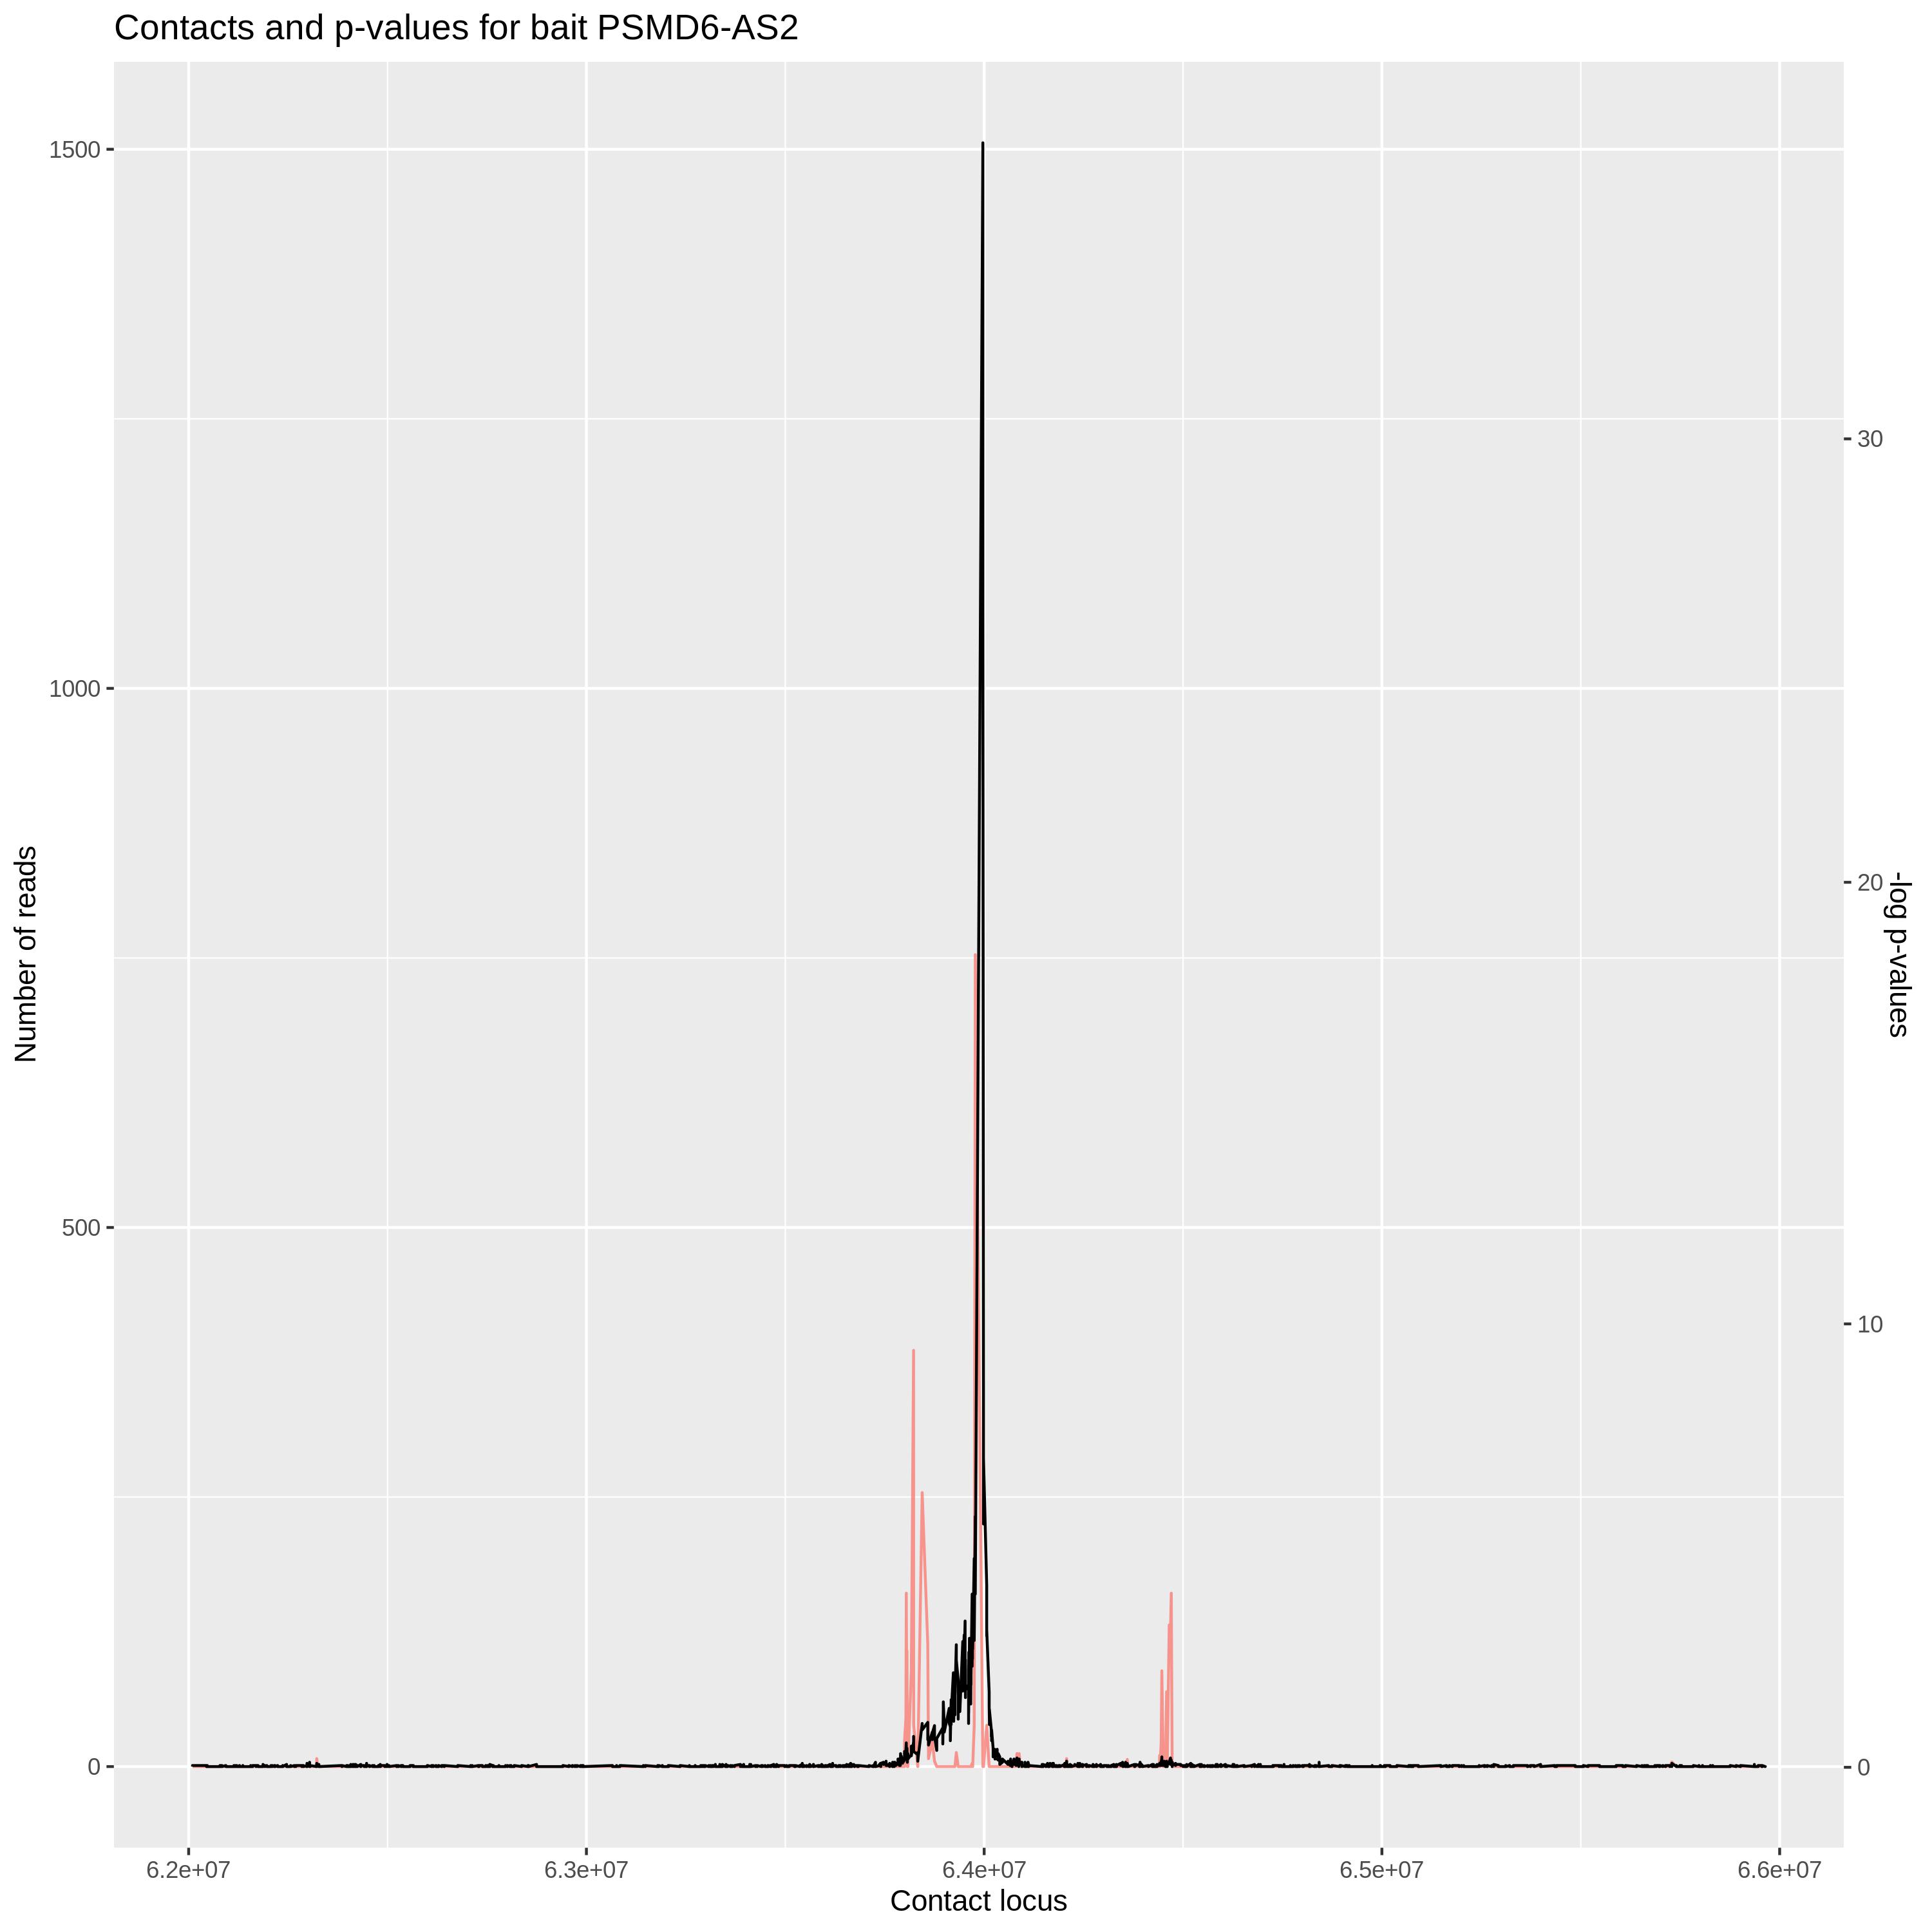 Contacts and p-values for bait PSMD6-AS2
1500
1000
500
0
Number of reads
30
20
10
0
-log p-values
6.2e+07
6.3e+07
6.4e+07
6.5e+07
6.6e+07
Contact locus